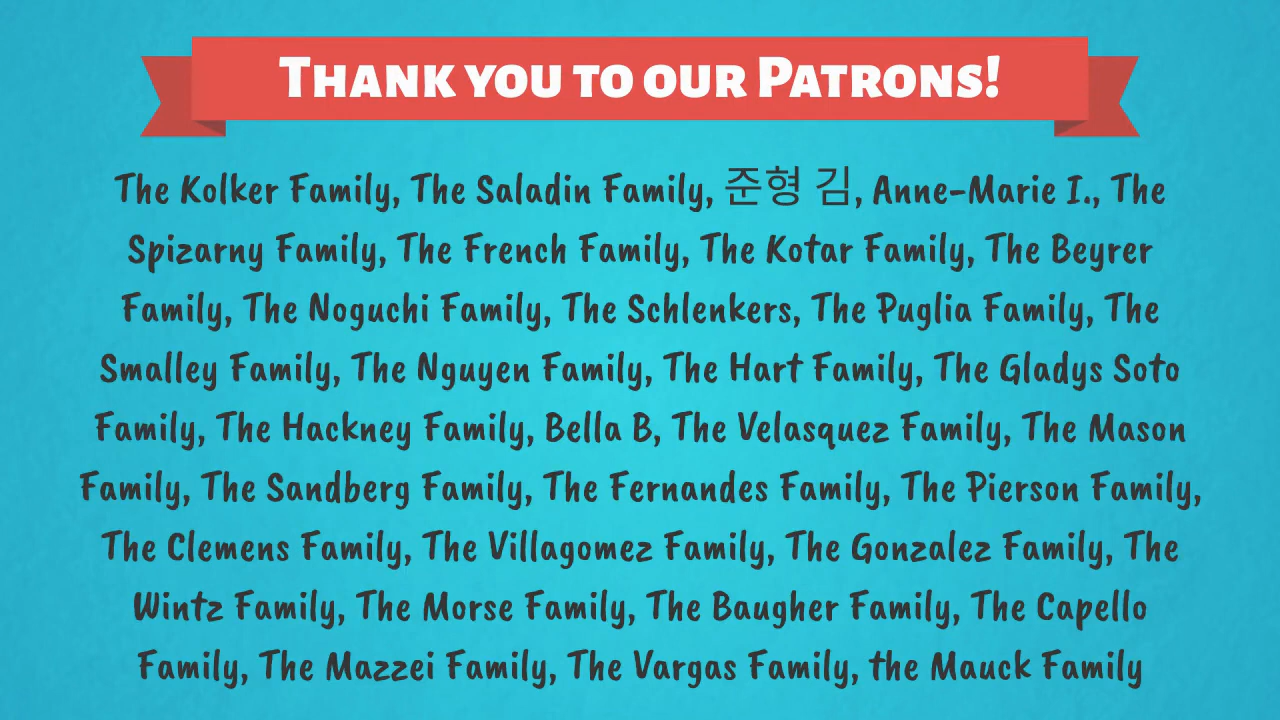 Thank you to our Patrons!
The Kolker Family, The Saladin Family, 준형 김, Anne-Marie I., The
Spizarny Family, The French Family, The Kotar Family, The Beyrer
Family, The Noguchi Family, The Schlenkers, The Puglia Family, The
Smalley Family, The Nguyen Family, The Hart Family, The Gladys Soto
Family, The Hackney Family, Bella B, The Velasquez Family, The Mason
Family, The Sandberg Family, The Fernandes Family, The Pierson Family,
The Clemens Family, The Villagomez Family, The Gonzalez Family, The
Wintz Family, The Morse Family, The Baugher Family, The Capello
Family, The Mazzei Family, The Vargas Family, the Mauck Family